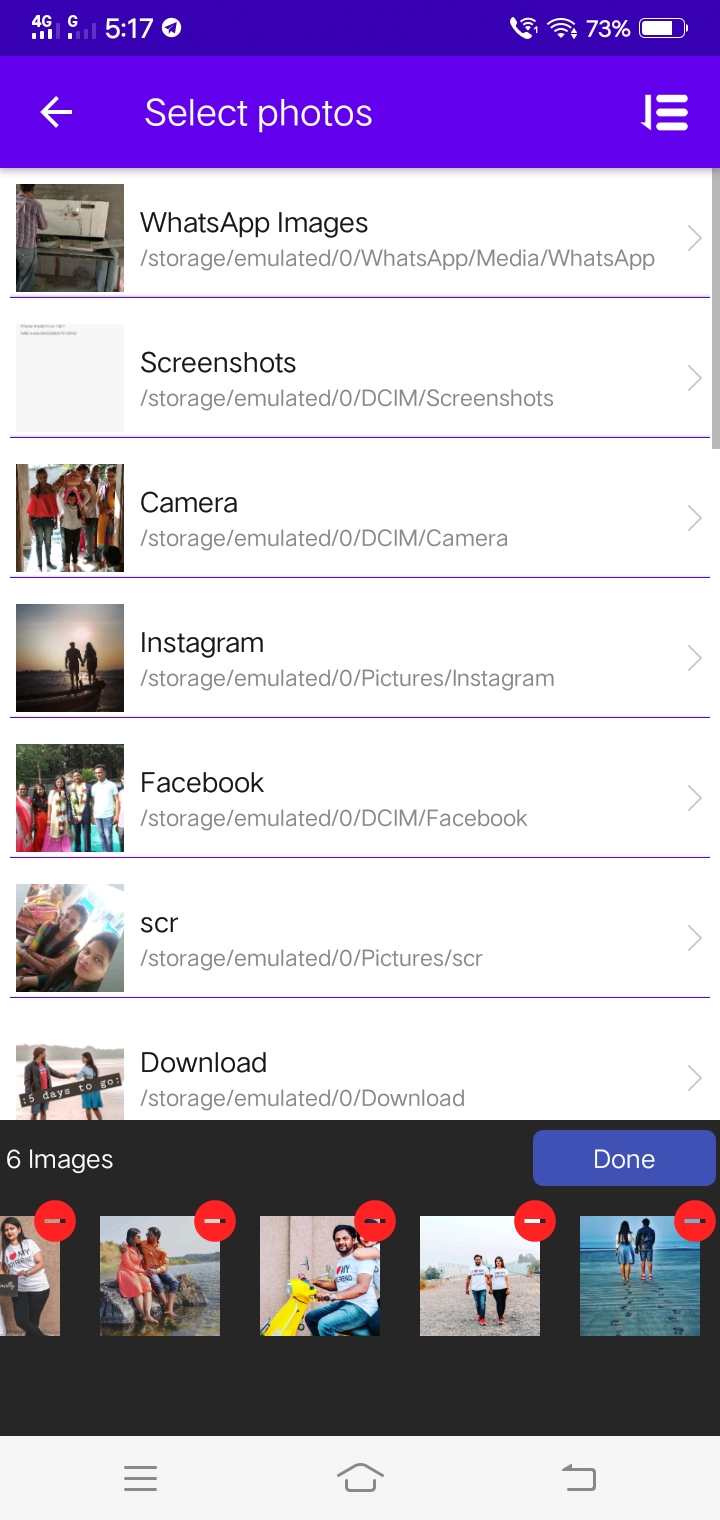 4G G 5:17 1 73%
Select photos
WhatsApp Images
/storage/emulated/0/WhatsApp/Media/WhatsApp
Screenshots
/storage/emulated/0/DCIM/Screenshots
Camera
/storage/emulated/0/DCIM/Camera
Instagram
/storage/emulated/0/Pictures/Instagram
Facebook
/storage/emulated/0/DCIM/Facebook
scr
/storage/emulated/0/Pictures/scr
Download
:5 days to go:
/storage/emulated/0/Download
6 Images
Done